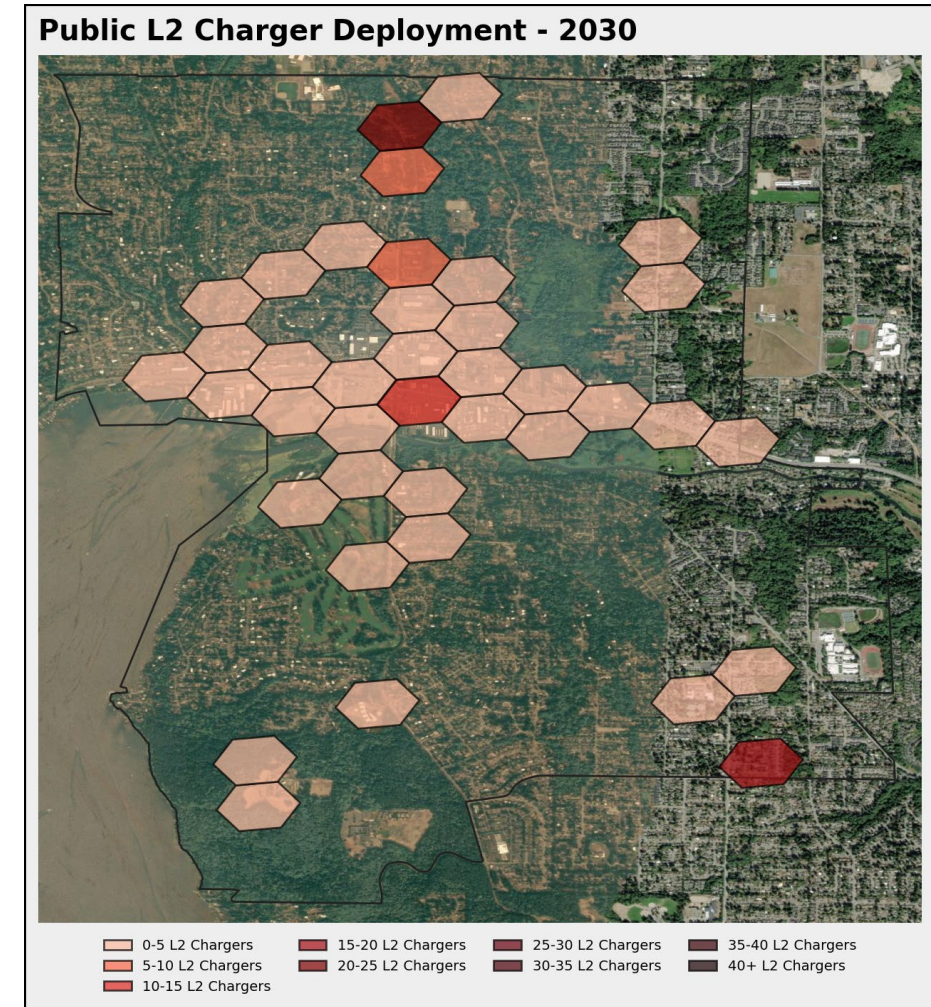 Public L2 Charger Deployment - 2030
0-5 L2 Chargers
5-10 L2 Chargers
10-15 L2 Chargers
15-20 L2 Chargers
20-25 L2 Chargers
25-30 L2 Chargers
30-35 L2 Chargers
35-40 L2 Chargers
40+ L2 Chargers